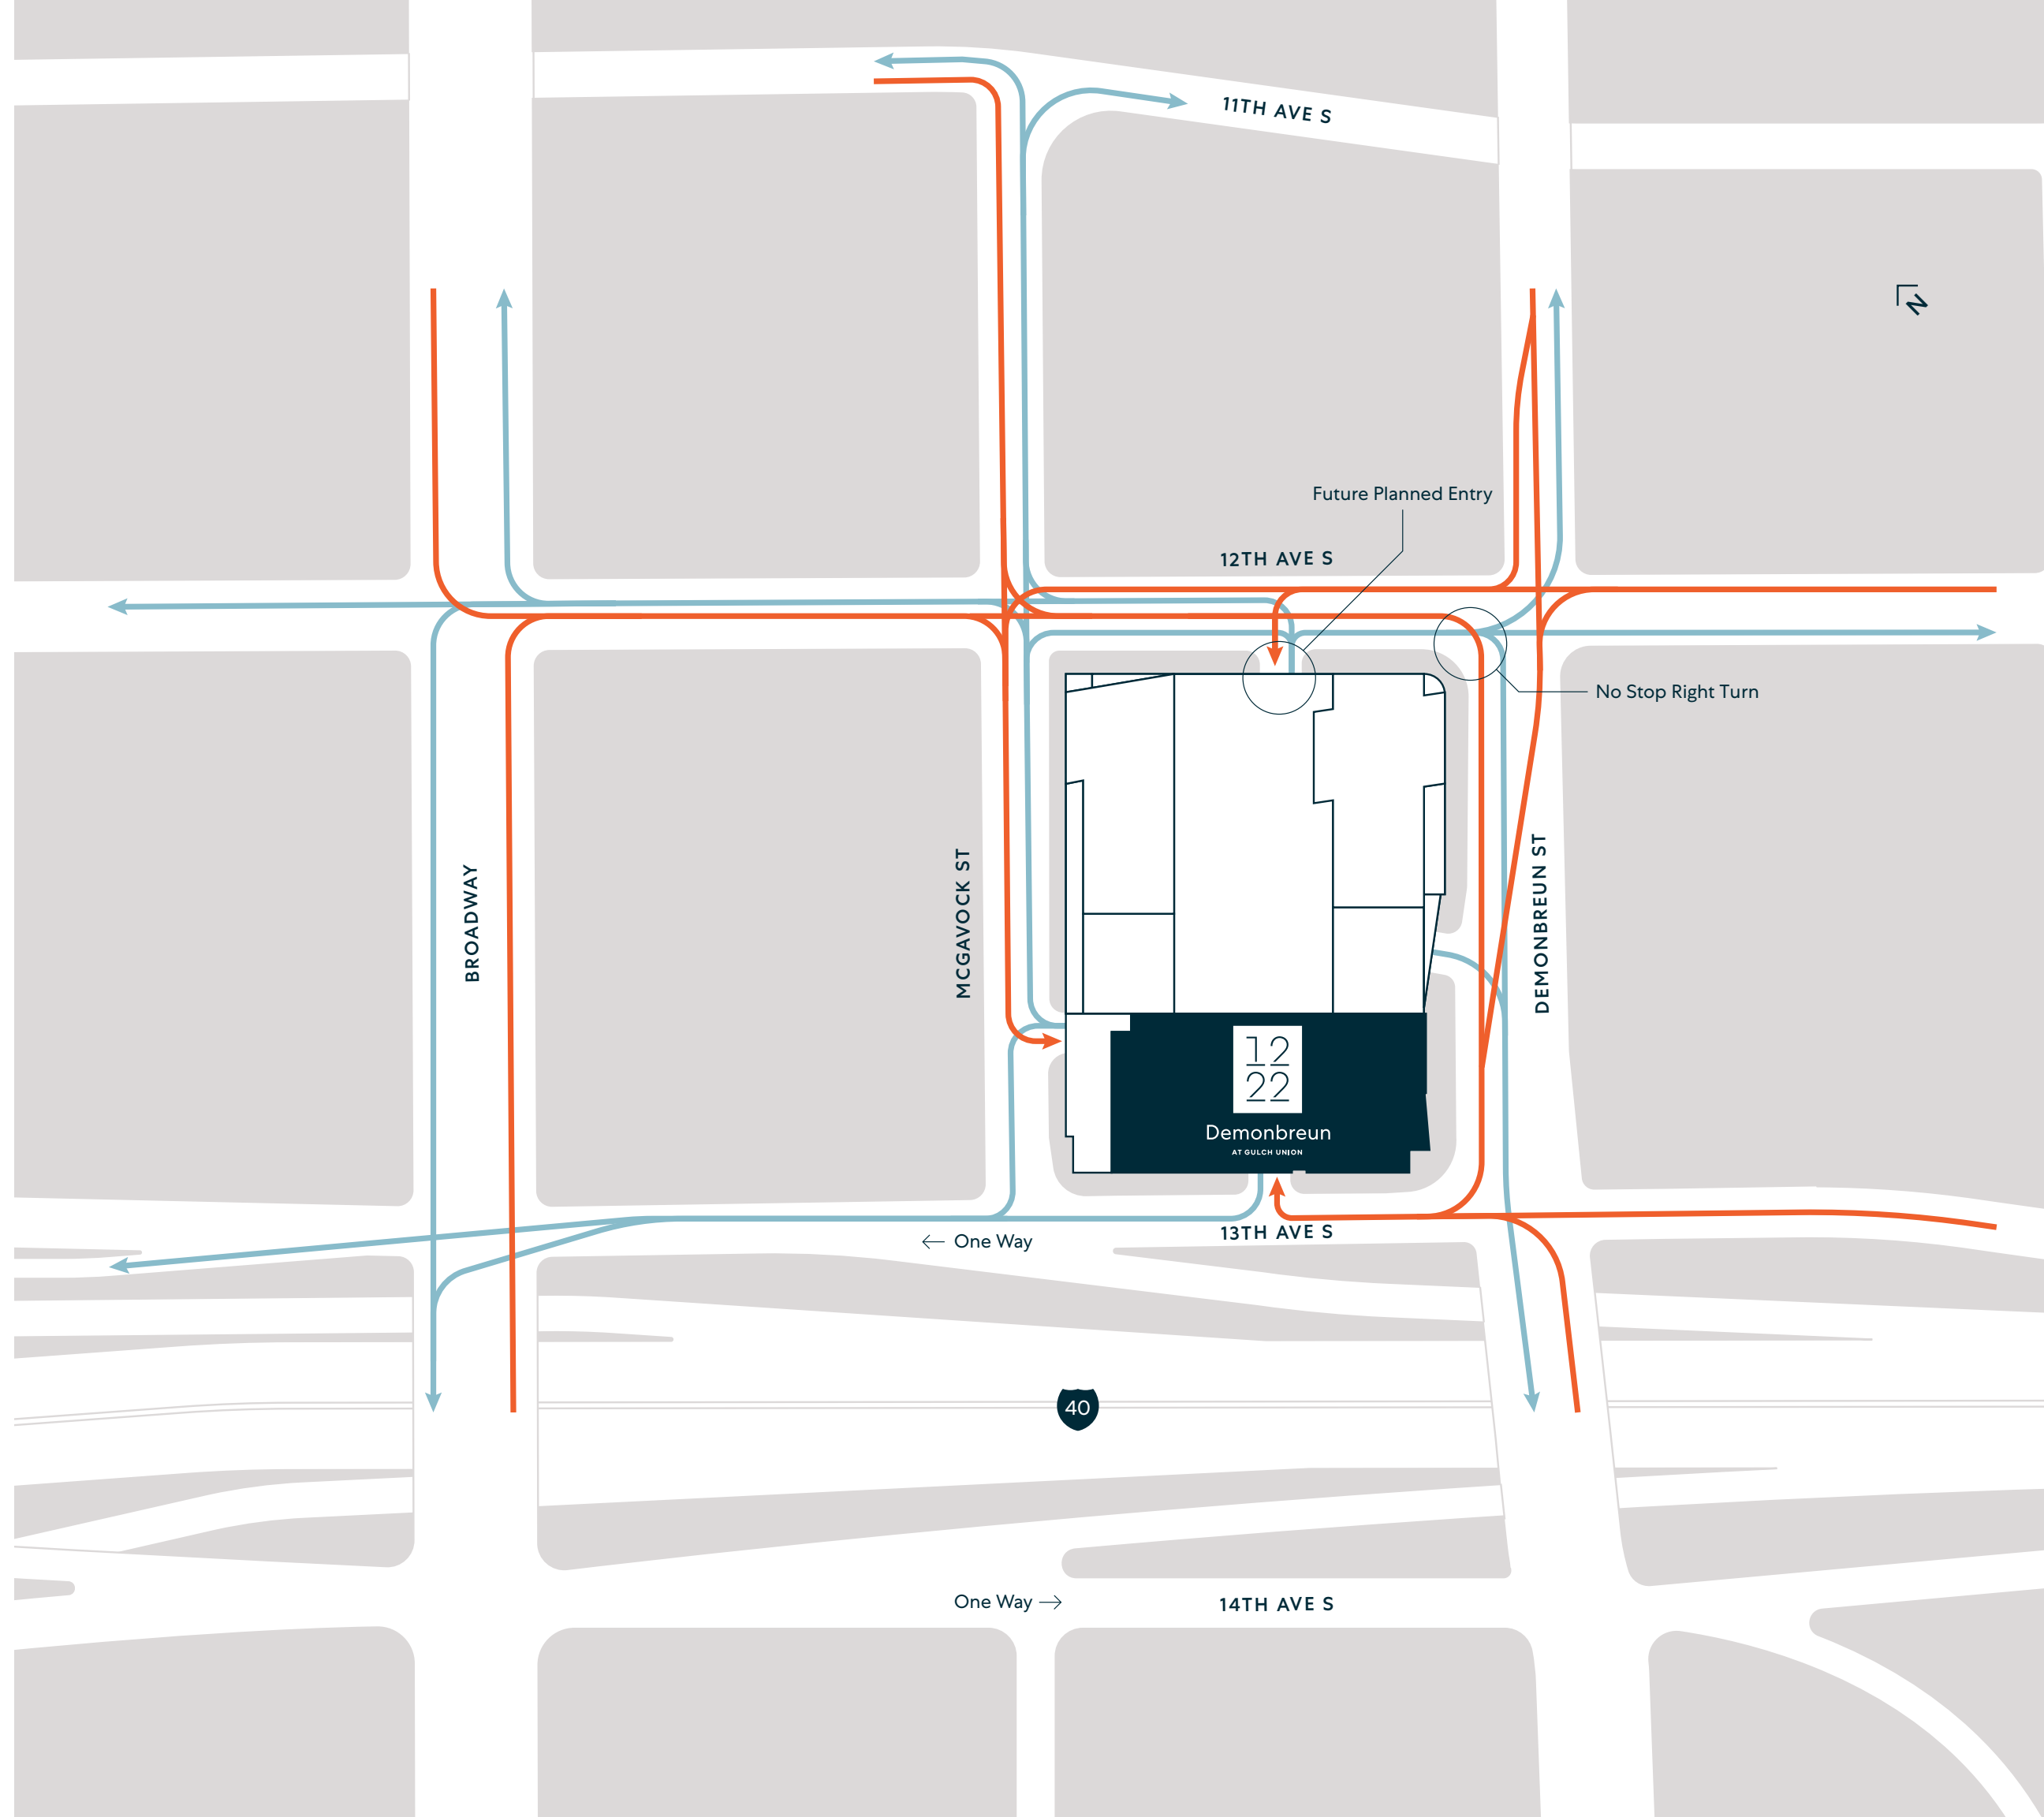 11TH AVE S
N
Future Planned Entry
12TH AVE S
No Stop Right Turn
BROADWAY
MCGAVOCK ST
DEMONBREUN ST
12
22
Demonbreun
AT GULCH UNION
13TH AVE S
← One Way
40
One Way →
14TH AVE S